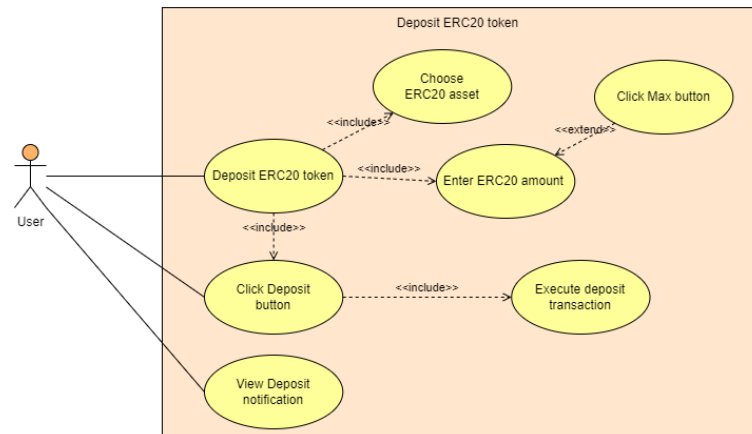 Deposit ERC20 token
Choose
ERC20 asset
Click Max button
<<include>>
<<extend>>
Deposit ERC20 token
<<include>>
Enter ERC20 amount
User
<<include>>
Click Deposit
button
<<include>>
Execute deposit
transaction
View Deposit
notification